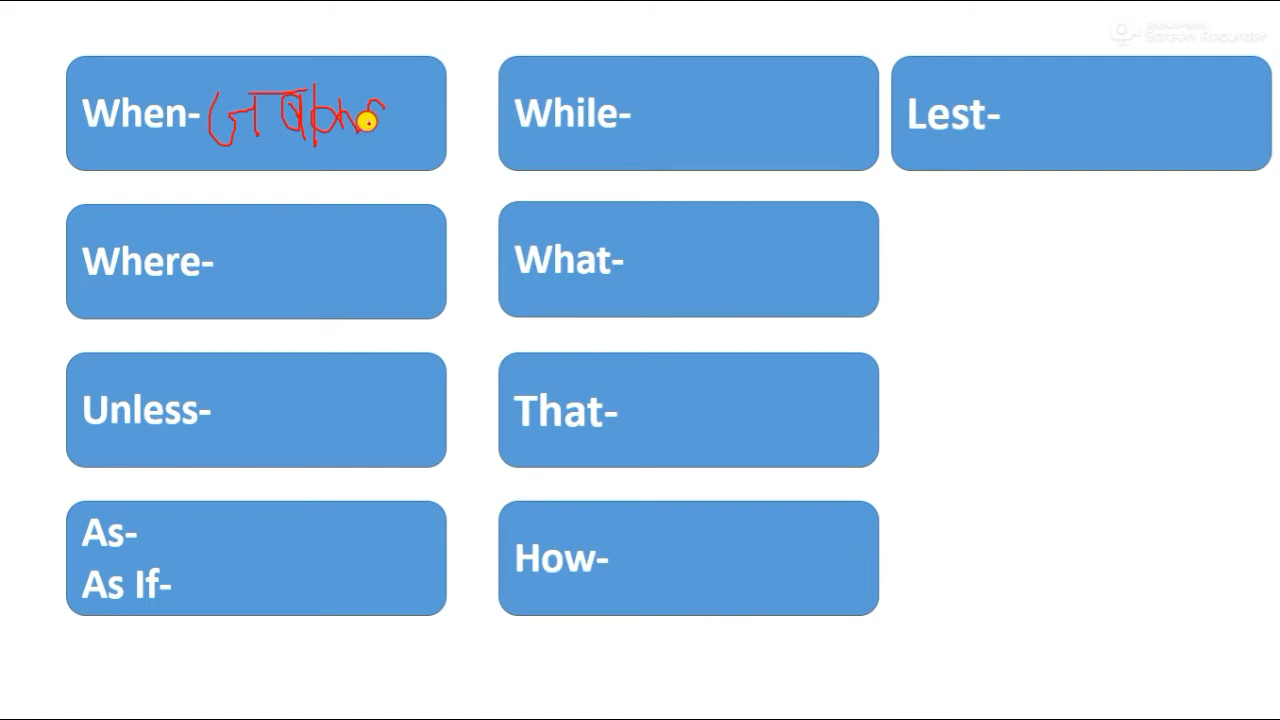 When-
Where-
Unless-
As-
As If-
While-
What-
That-
How-
Lest-